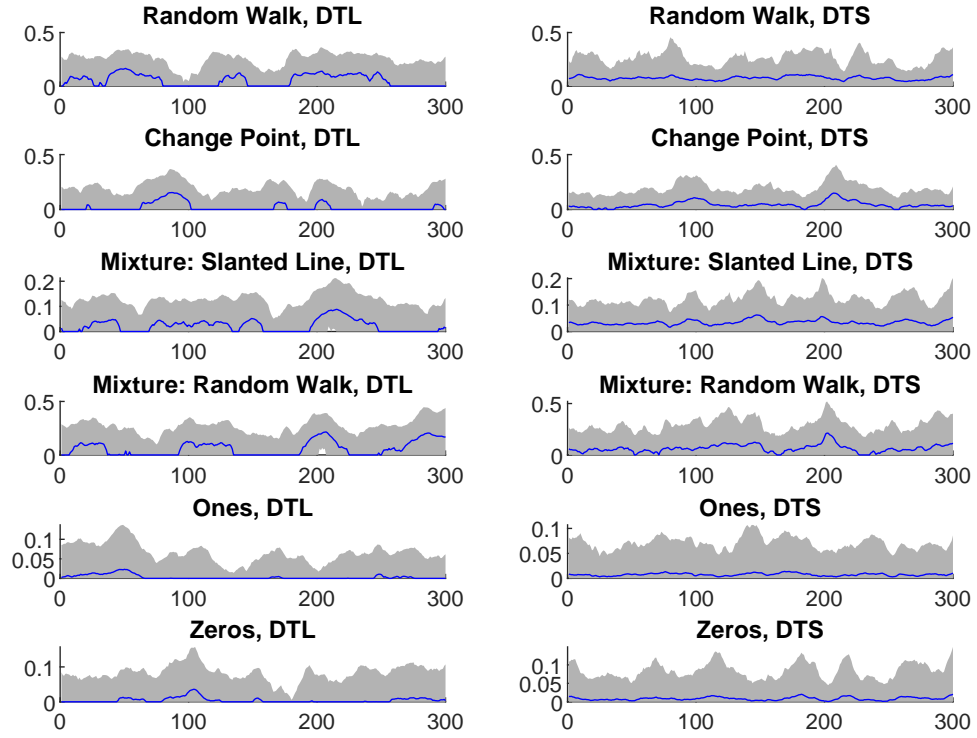 Random Walk, DTL
Random Walk, DTS
0.5
0
0 100 200 300
0.5
0
0 100 200 300
Change Point, DTL
Change Point, DTS
0.5
0
0 100 200 300
0.5
0
0 100 200 300
Mixture: Slanted Line, DTL
Mixture: Slanted Line, DTS
0.2
0.1
0
0 100 200 300
0.2
0.1
0
0 100 200 300
Mixture: Random Walk, DTL
Mixture: Random Walk, DTS
0.5
0
0 100 200 300
0.5
0
0 100 200 300
Ones, DTL
Ones, DTS
0.1
0.05
0
0 100 200 300
0.1
0.05
0
0 100 200 300
Zeros, DTL
Zeros, DTS
0.1
0
0 100 200 300
0.1
0.05
0
0 100 200 300